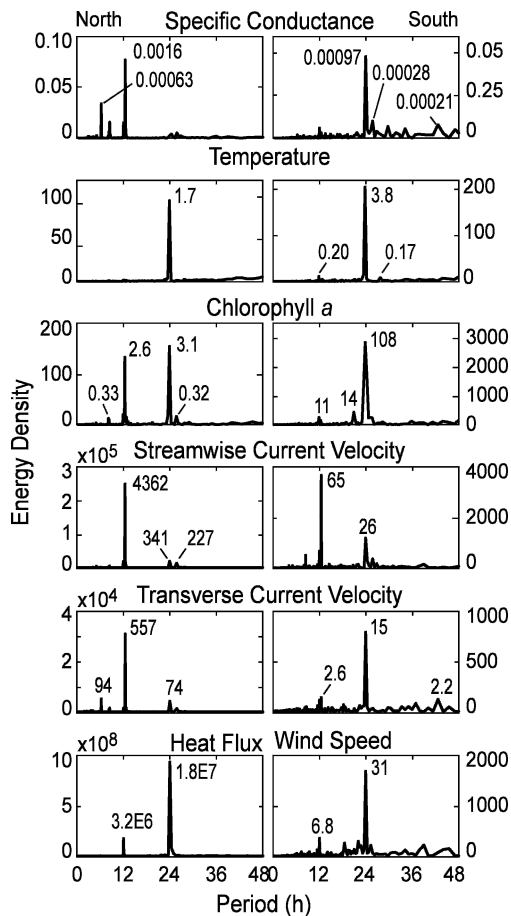 North Specific Conductance South
0.10 0.0016 0.00097 0.05
0.00063 0.00028
0.05 0.00021 0.025
0 0
Temperature
100 1.7 3.8 200
50 0.20 0.17 100
0 0
Chlorophyll a
200 2.6 3.1 108 3000
100 0.33 0.32 11 14 2000
1000
0 0
Energy Density
x10⁵ Streamwise Current Velocity
3 4362 65 4000
2 341 227 26 2000
1
0 0
x10⁴ Transverse Current Velocity
4 557 15 1000
2 94 74 2.6 2.2 500
0 0
x10⁸ Heat Flux Wind Speed
10 1.8E7 31 2000
5 3.2E6 6.8 1000
0 0
0 12 24 36 48 0 12 24 36 48
Period (h) Period (h)